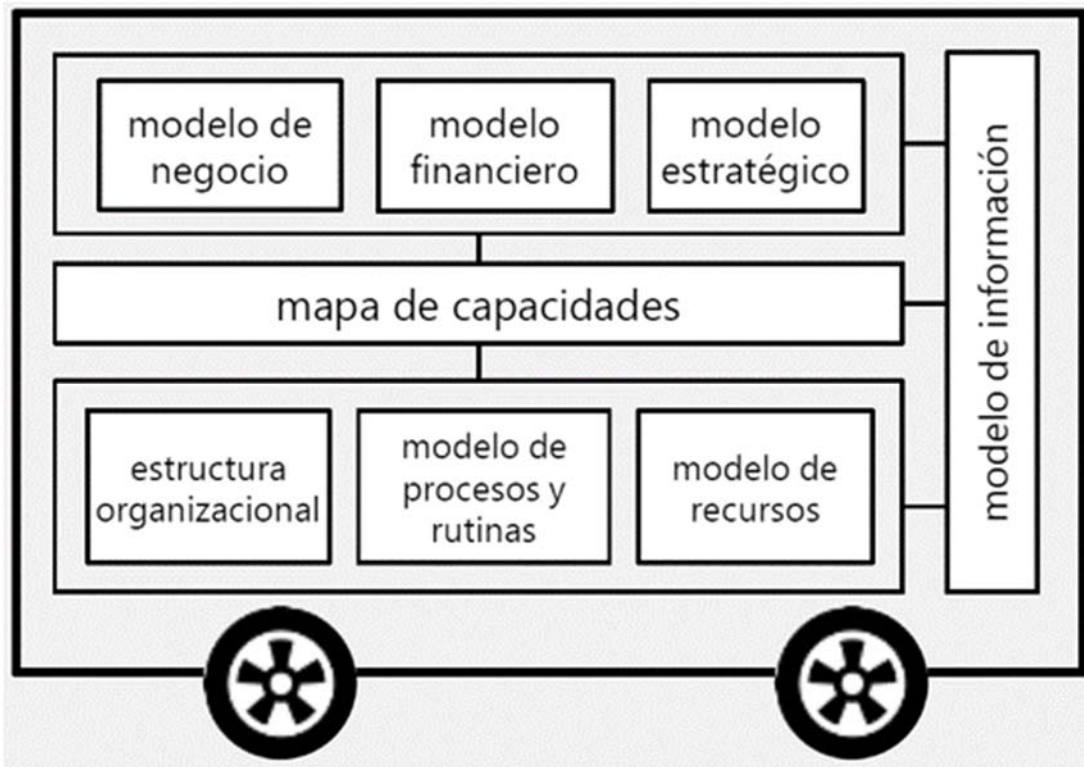 modelo de
negocio
modelo
financiero
modelo
estratégico
mapa de capacidades
estructura
organizacional
modelo de
procesos y
rutinas
modelo de
recursos
modelo de información